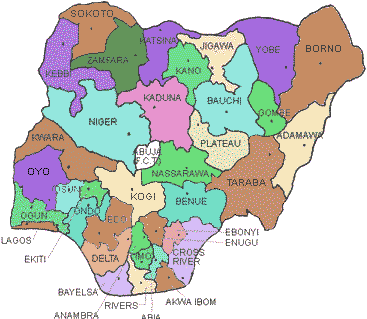 SOKOTO
KATSINA
JIGAWA
YOBE
BORNO
ZAMFARA
KEBBI
KANO
KADUNA
BAUCHI
GOMBE
NIGER
ADAMAWA
KWARA
ABUJA
(F.C.T)
PLATEAU
OYO
NASSARAWA
TARABA
OSUN
KOGI
BENUE
OGUN
ONDO
EDO
EBONYI
ENUGU
LAGOS
EKITI
DELTA
IMO
CROSS
RIVER
BAYELSA
RIVERS
AKWA IBOM
ANAMBRA
ABIA